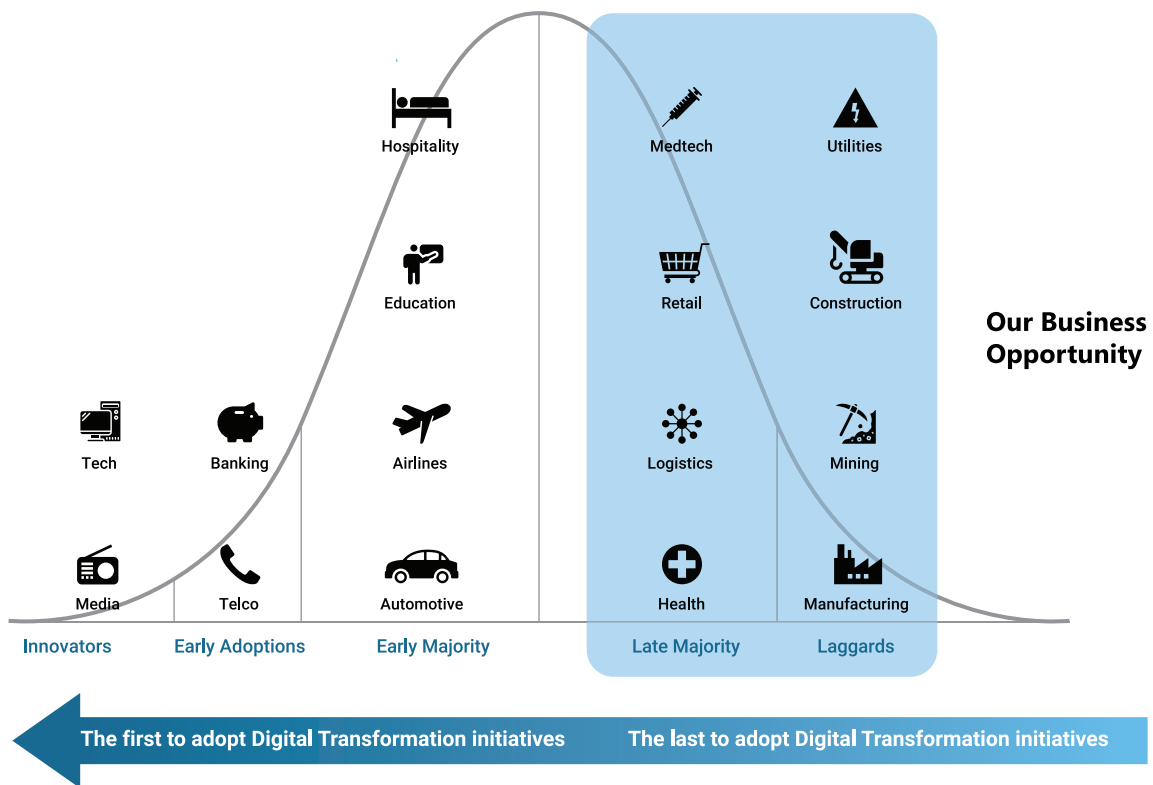 Hospitality
Medtech
Utilities
Education
Retail
Construction
Our Business
Opportunity
Tech
Banking
Airlines
Logistics
Mining
Media
Telco
Automotive
Health
Manufacturing
Innovators
Early Adoptions
Early Majority
Late Majority
Laggards
The first to adopt Digital Transformation initiatives
The last to adopt Digital Transformation initiatives